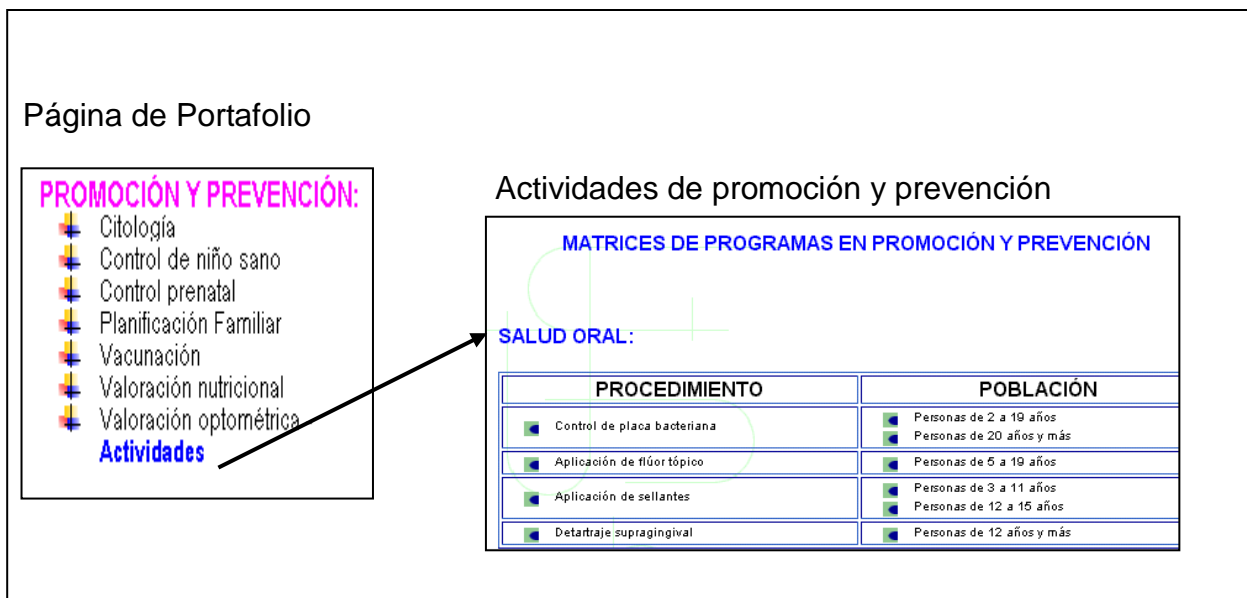 Página de Portafolio
PROMOCIÓN Y PREVENCIÓN:
Citología
Control de niño sano
Control prenatal
Planificación Familiar
Vacunación
Valoración nutricional
Valoración optométrica
Actividades
Actividades de promoción y prevención
MATRICES DE PROGRAMAS EN PROMOCIÓN Y PREVENCIÓN
SALUD ORAL:
PROCEDIMIENTO POBLACIÓN
Control de placa bacteriana
Personas de 2 a 19 años
Personas de 20 años y más
Aplicación de flúor tópico
Personas de 5 a 19 años
Aplicación de sellantes
Personas de 3 a 11 años
Personas de 12 a 15 años
Detartraje supragingival
Personas de 12 años y más